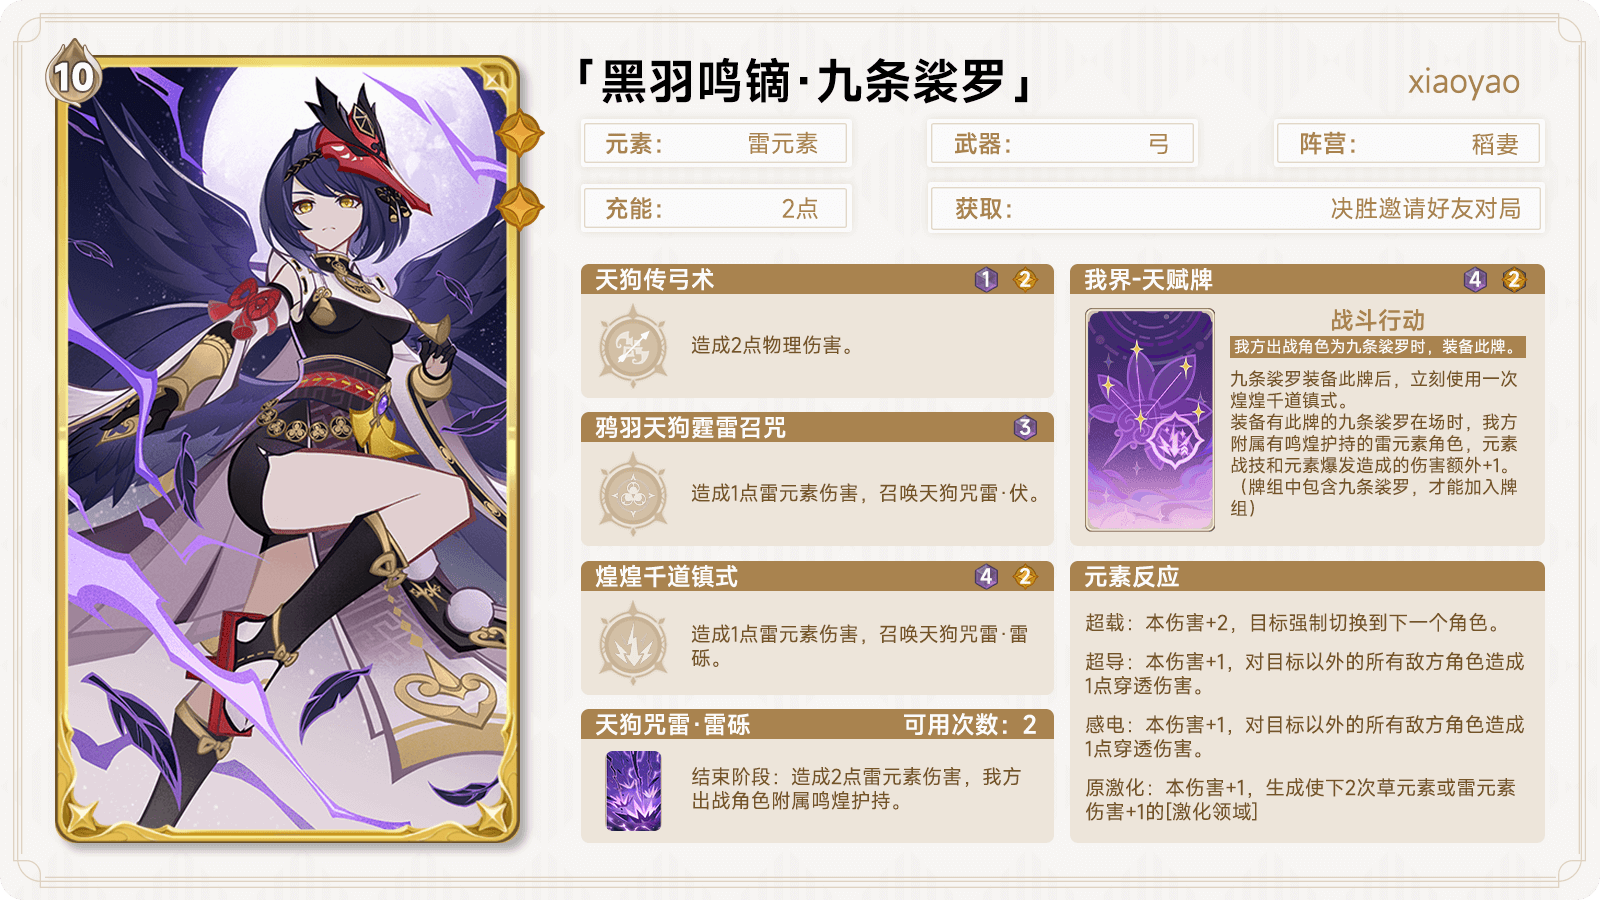 10
「黑羽鸣镝·九条裟罗」
xiaoyao
元素： 雷元素
武器： 弓
阵营： 稻妻
充能： 2点
获取： 决胜邀请好友对局
天狗传弓术 1 2
造成2点物理伤害。
鸦羽天狗霆雷召咒 3
造成1点雷元素伤害，召唤天狗咒雷·伏。
煌煌千道镇式 4 2
造成1点雷元素伤害，召唤天狗咒雷·雷
砾。
天狗咒雷·雷砾 可用次数：2
结束阶段：造成2点雷元素伤害，我方
出战角色附属鸣煌护持。
我界-天赋牌 4 2
战斗行动
我方出战角色为九条裟罗时，装备此牌。
九条裟罗装备此牌后，立刻使用一次
煌煌千道镇式。
装备有此牌的九条裟罗在场时，我方
附属有鸣煌护持的雷元素角色，元素
战技和元素爆发造成的伤害额外+1。
（牌组中包含九条裟罗，才能加入牌
组）
元素反应
超载：本伤害+2，目标强制切换到下一个角色。
超导：本伤害+1，对目标以外的所有敌方角色造成
1点穿透伤害。
感电：本伤害+1，对目标以外的所有敌方角色造成
1点穿透伤害。
原激化：本伤害+1，生成使下2次草元素或雷元素
伤害+1的[激化领域]